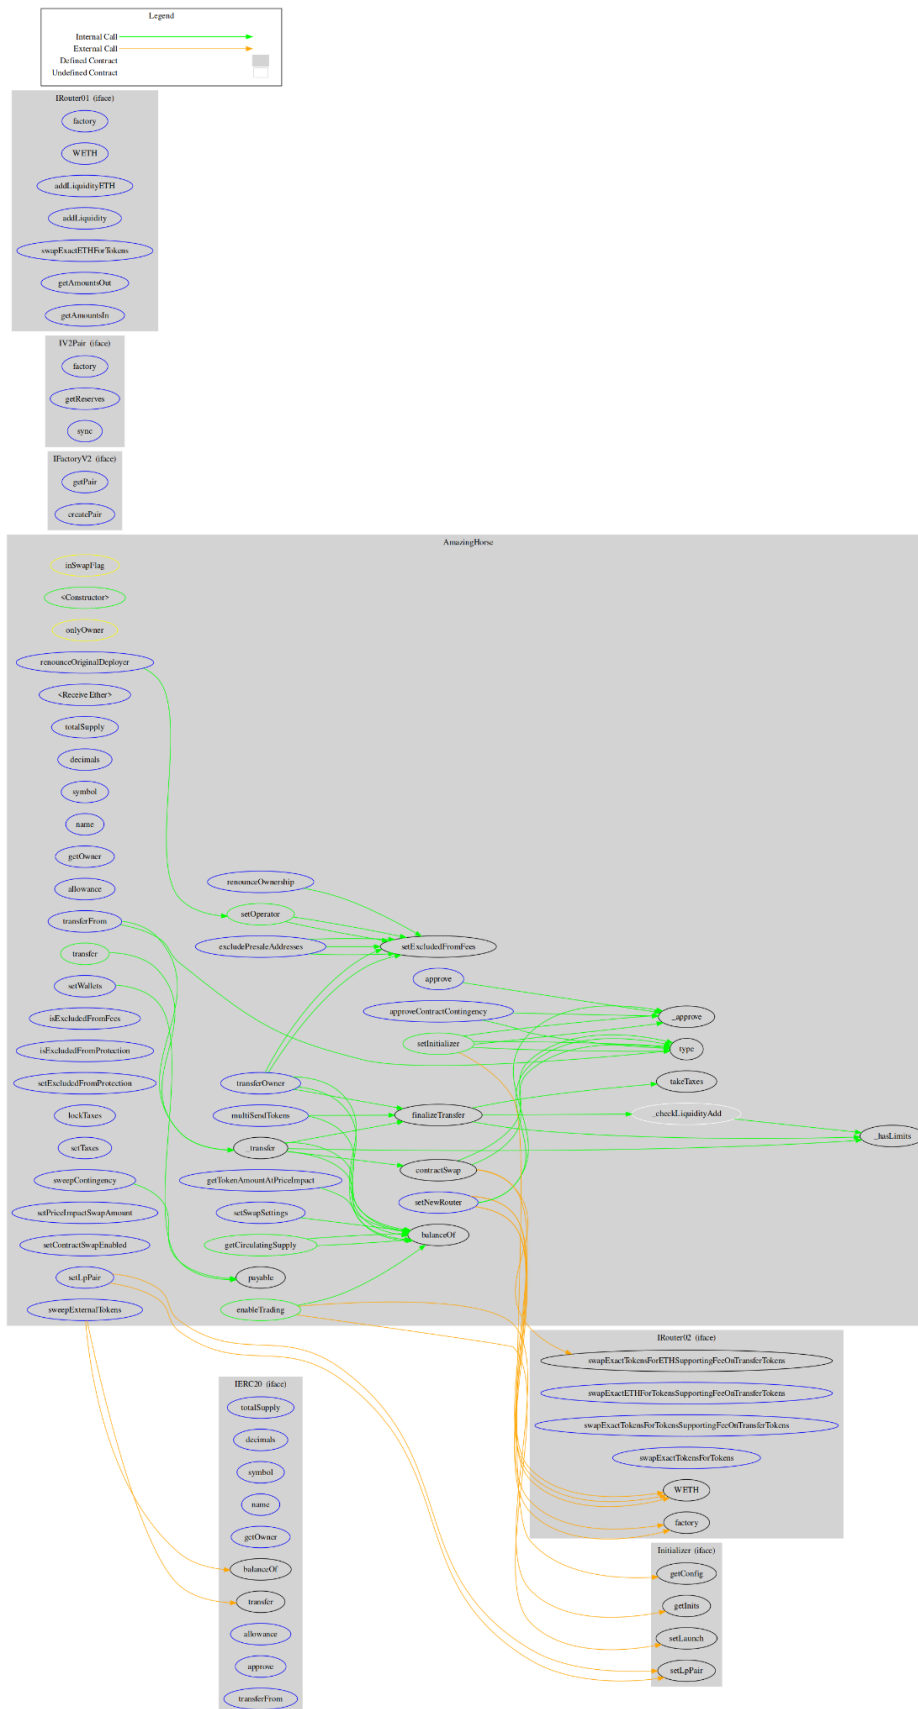 Legend
Internal Call
External Call
Defined Contract
Undefined Contract
IRouter01 (iface)
factory
WETH
addLiquidityETH
addLiquidity
swapExactETHForTokens
getAmountsOut
getAmountsIn
IV2Pair (iface)
factory
getReserves
sync
IFactoryV2 (iface)
getPair
createPair
AmazingHorse
inSwapFlag
<Constructor>
onlyOwner
renounceOriginalDeployer
<Receive Ether>
totalSupply
decimals
symbol
name
getOwner
allowance
transferFrom
transfer
setWallets
isExcludedFromFees
isExcludedFromProtection
setExcludedFromProtection
lockTaxes
setTaxes
sweepContingency
setPriceImpactSwapAmount
setContractSwapEnabled
setLpPair
sweepExternalTokens
renounceOwnership
setOperator
excludePresaleAddresses
transferOwner
multiSendTokens
_transfer
getTokenAmountAtPriceImpact
setSwapSettings
getCirculatingSupply
payable
enableTrading
setExcludedFromFees
approve
approveContractContingency
setInitializer
finalizeTransfer
contractSwap
setNewRouter
balanceOf
_approve
type
takeTaxes
_checkLiquidityAdd
_hasLimits
IRouter02 (iface)
swapExactTokensForETHSupportingFeeOnTransferTokens
swapExactETHForTokensSupportingFeeOnTransferTokens
swapExactTokensForTokensSupportingFeeOnTransferTokens
swapExactTokensForTokens
WETH
factory
IERC20 (iface)
totalSupply
decimals
symbol
name
getOwner
balanceOf
transfer
allowance
approve
transferFrom
Initializer (iface)
getConfig
getInits
setLaunch
setLpPair